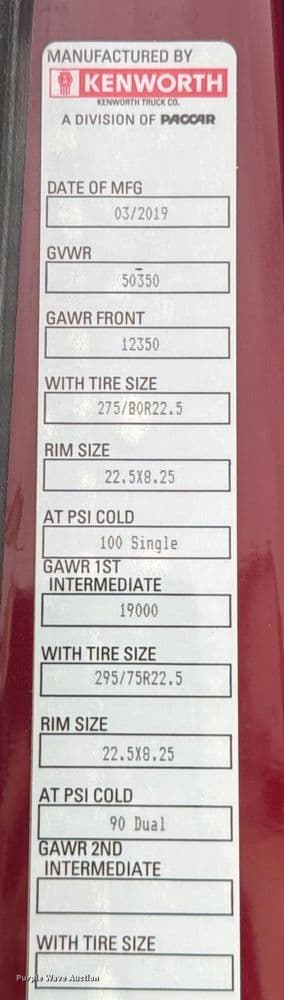 MANUFACTURED BY
KENWORTH
KENWORTH TRUCK CO.
A DIVISION OF PACCAR
DATE OF MFG
03/2019
GVWR
50350
GAWR FRONT
12350
WITH TIRE SIZE
275/80R22.5
RIM SIZE
22.5X8.25
AT PSI COLD
100 Single
GAWR 1ST
INTERMEDIATE
19000
WITH TIRE SIZE
295/75R22.5
RIM SIZE
22.5X8.25
AT PSI COLD
90 Dual
GAWR 2ND
INTERMEDIATE
WITH TIRE SIZE
Purple Wave Auction